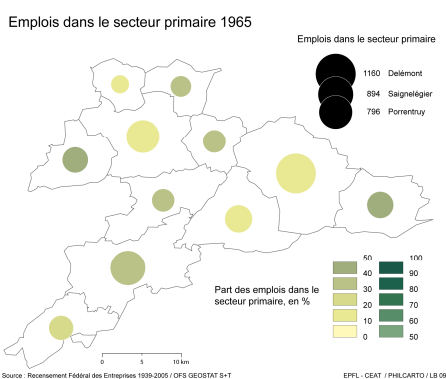 Emplois dans le secteur primaire 1965
Emplois dans le secteur primaire
1160 Delémont
894 Saignelégier
796 Porrentruy
Part des emplois dans le
secteur primaire, en %
50 100
40 90
30 80
20 70
10 60
0 50
0 5 10 km
Source : Recensement Fédéral des Entreprises 1939-2005 / OFS GEOSTAT S+T
EPFL - CEAT / PHILCARTO / LB 09